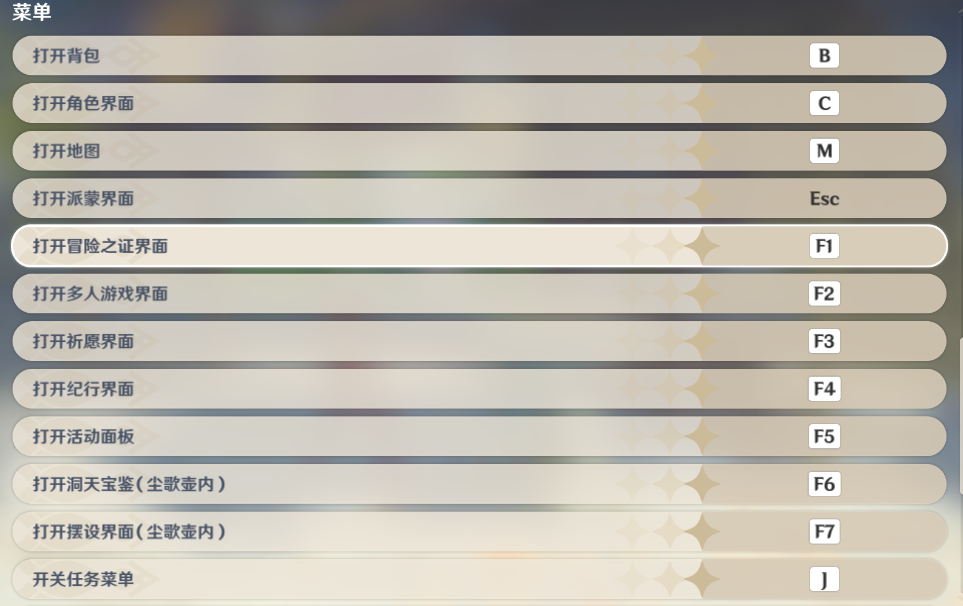 菜单
打开背包 B
打开角色界面 C
打开地图 M
打开派蒙界面 Esc
打开冒险之证界面 F1
打开多人游戏界面 F2
打开祈愿界面 F3
打开纪行界面 F4
打开活动面板 F5
打开洞天宝鉴(尘歌壶内) F6
打开摆设界面(尘歌壶内) F7
开关任务菜单 J